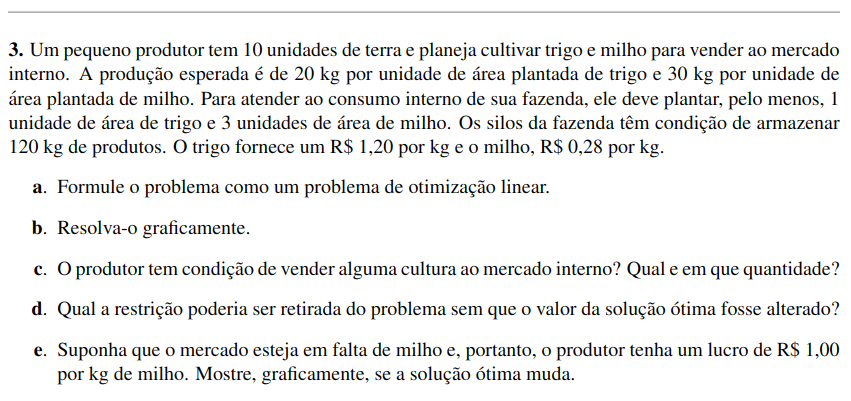 3. Um pequeno produtor tem 10 unidades de terra e planeja cultivar trigo e milho para vender ao mercado
interno. A produção esperada é de 20 kg por unidade de área plantada de trigo e 30 kg por unidade de
área plantada de milho. Para atender ao consumo interno de sua fazenda, ele deve plantar, pelo menos, 1
unidade de área de trigo e 3 unidades de área de milho. Os silos da fazenda têm condição de armazenar
120 kg de produtos. O trigo fornece um R$ 1,20 por kg e o milho, R$ 0,28 por kg.
a. Formule o problema como um problema de otimização linear.
b. Resolva-o graficamente.
c. O produtor tem condição de vender alguma cultura ao mercado interno? Qual e em que quantidade?
d. Qual a restrição poderia ser retirada do problema sem que o valor da solução ótima fosse alterado?
e. Suponha que o mercado esteja em falta de milho e, portanto, o produtor tenha um lucro de R$ 1,00
por kg de milho. Mostre, graficamente, se a solução ótima muda.